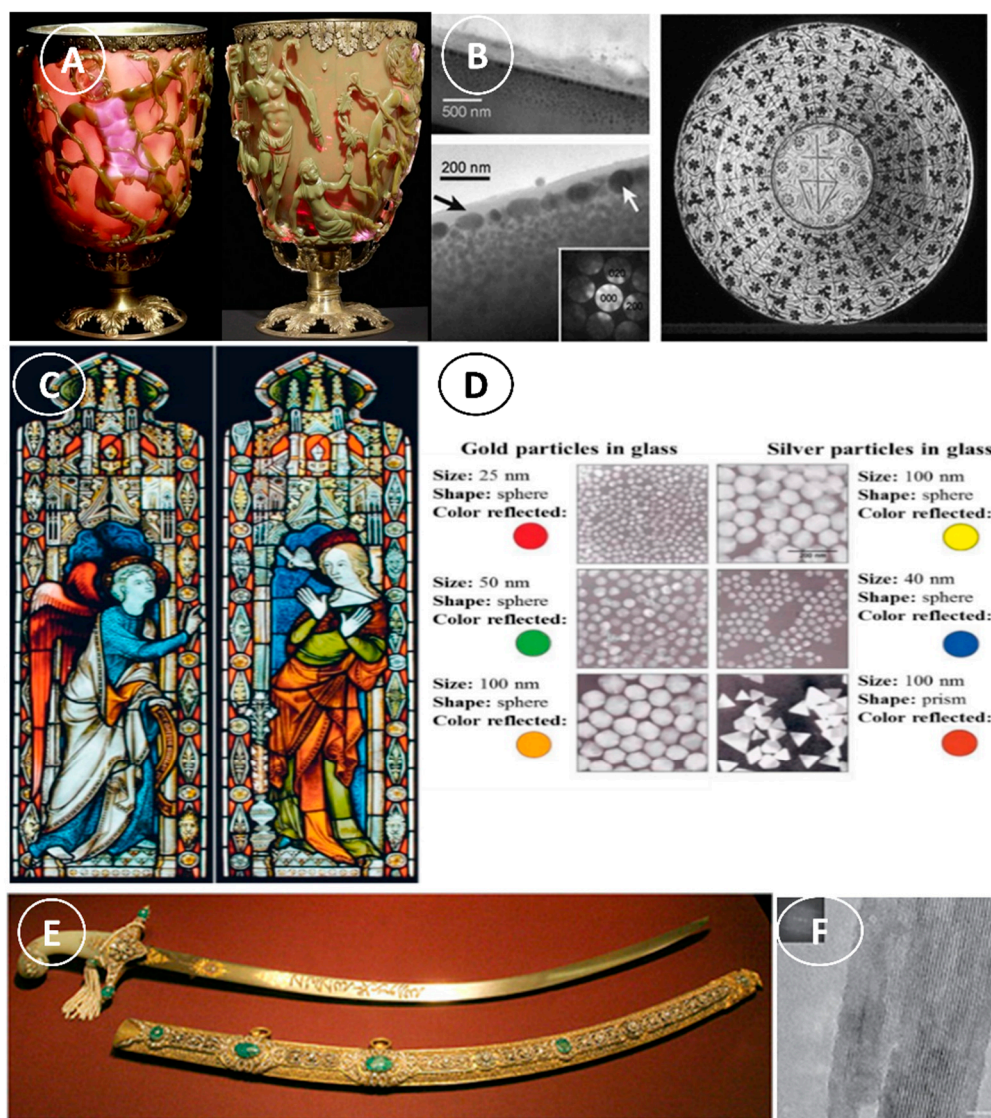 A
B
500 nm
200 nm
020
000
200
C
D
Gold particles in glass
Silver particles in glass
Size: 25 nm
Shape: sphere
Color reflected:
Size: 100 nm
Shape: sphere
Color reflected:
200 nm
Size: 50 nm
Shape: sphere
Color reflected:
Size: 40 nm
Shape: sphere
Color reflected:
Size: 100 nm
Shape: sphere
Color reflected:
Size: 100 nm
Shape: prism
Color reflected:
E
F